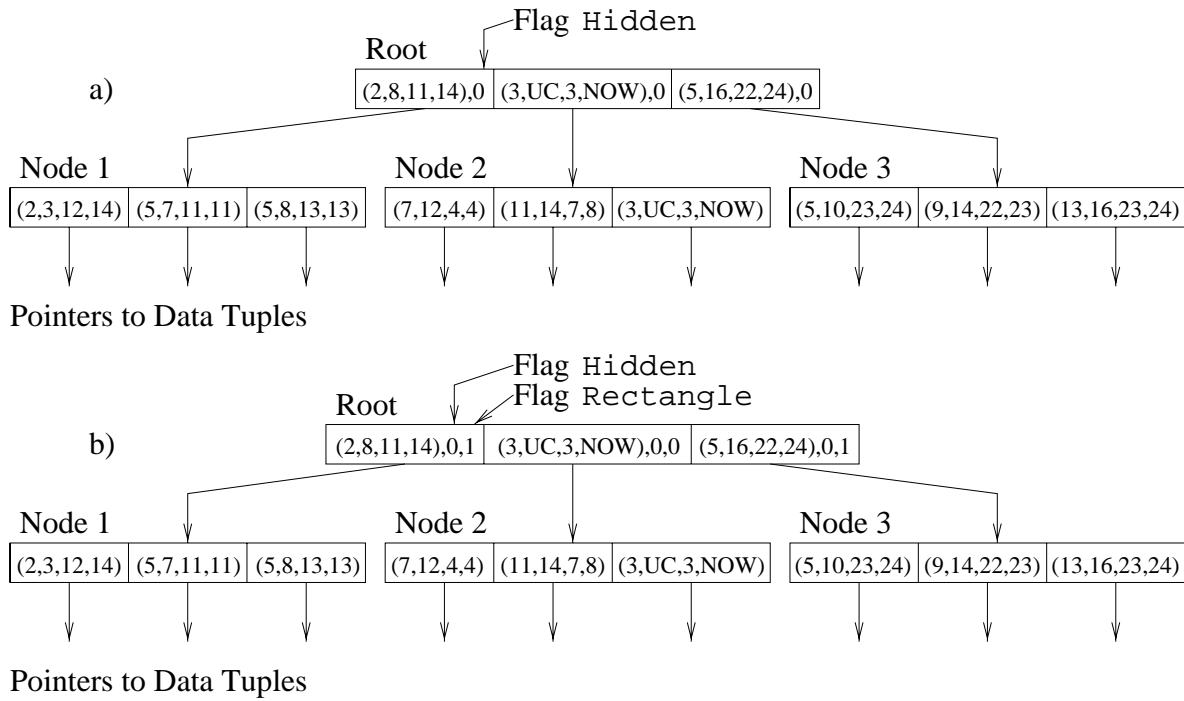 Flag Hidden
Root
a)
(2,8,11,14),0 (3,UC,3,NOW),0 (5,16,22,24),0
Node 1 Node 2 Node 3
(2,3,12,14) (5,7,11,11) (5,8,13,13) (7,12,4,4) (11,14,7,8) (3,UC,3,NOW) (5,10,23,24) (9,14,22,23) (13,16,23,24)
Pointers to Data Tuples
Flag Hidden
Flag Rectangle
Root
b)
(2,8,11,14),0,1 (3,UC,3,NOW),0,0 (5,16,22,24),0,1
Node 1 Node 2 Node 3
(2,3,12,14) (5,7,11,11) (5,8,13,13) (7,12,4,4) (11,14,7,8) (3,UC,3,NOW) (5,10,23,24) (9,14,22,23) (13,16,23,24)
Pointers to Data Tuples